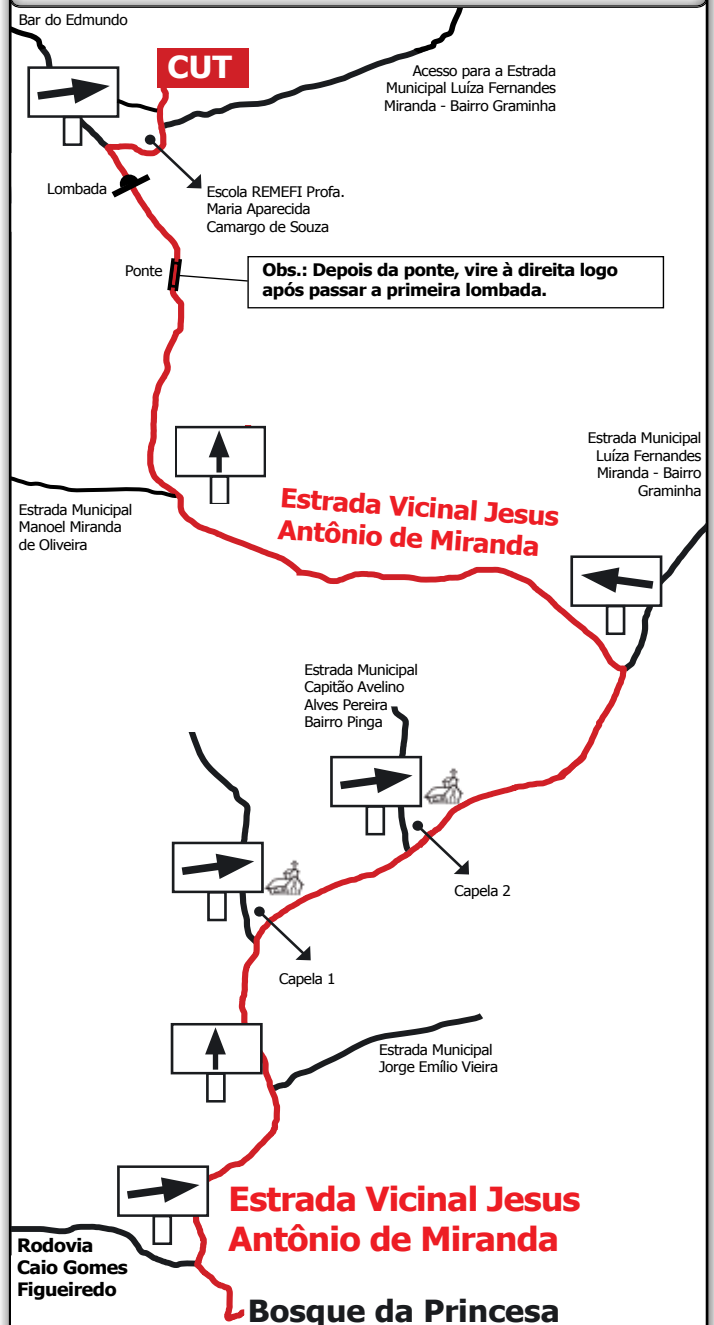 Bar do Edmundo
CUT
Acesso para a Estrada
Municipal Luíza Fernandes
Miranda - Bairro Graminha
Lombada
Escola REMEFI Profa.
Maria Aparecida
Camargo de Souza
Ponte
Obs.: Depois da ponte, vire à direita logo
após passar a primeira lombada.
Estrada Municipal
Luíza Fernandes
Miranda - Bairro
Graminha
Estrada Municipal
Manoel Miranda
de Oliveira
Estrada Vicinal Jesus
Antônio de Miranda
Estrada Municipal
Capitão Avelino
Alves Pereira
Bairro Pinga
Capela 2
Capela 1
Estrada Municipal
Jorge Emílio Vieira
Estrada Vicinal Jesus
Antônio de Miranda
Rodovia
Caio Gomes
Figueiredo
Bosque da Princesa